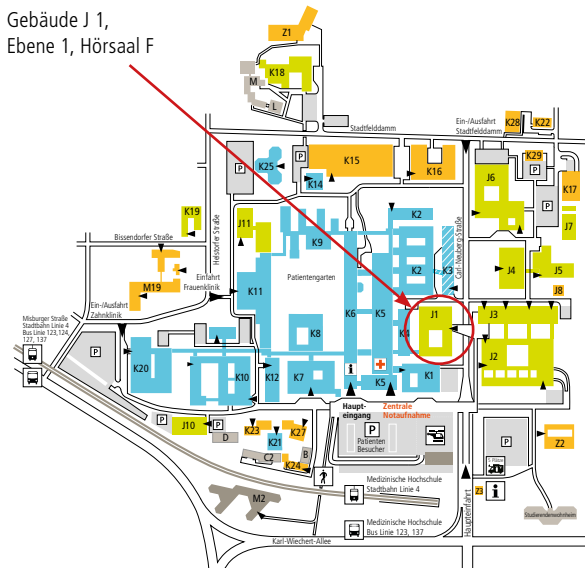 Gebäude J 1,
Ebene 1, Hörsaal F
Z1
K18
M
L
Stadtfelddamm
Ein-/Ausfahrt
Stadtfelddamm
K28
K22
K25
P
P
K15
K14
K16
K29
P
J6
K17
K19
Helstorfer Straße
J11
K9
K2
Carl-Neuberg-Straße
J7
Bissendorfer Straße
Patientengarten
K2
K3
J4
J5
M19
Einfahrt
Frauenklinik
K11
J8
Ein-/Ausfahrt
Zahnklinik
K6
K5
J1
J3
Misburger Straße
Stadtbahn Linie 4
Bus Linie 123,124,
127, 137
K8
K4
P
J2
K20
K10
K12
K7
i
K5
K1
Haupt-
eingang
Zentrale
Notaufnahme
P
J10
P
D
K23
K21
K27
P
Patienten
Besucher
P
Z2
C2
B
K24
5. Plätze
Medizinische Hochschule
Stadtbahn Linie 4
Z3
i
M2
Haupteinfahrt
Studierendenwohnheim
Medizinische Hochschule
Bus Linie 123, 137
Karl-Wiechert-Allee